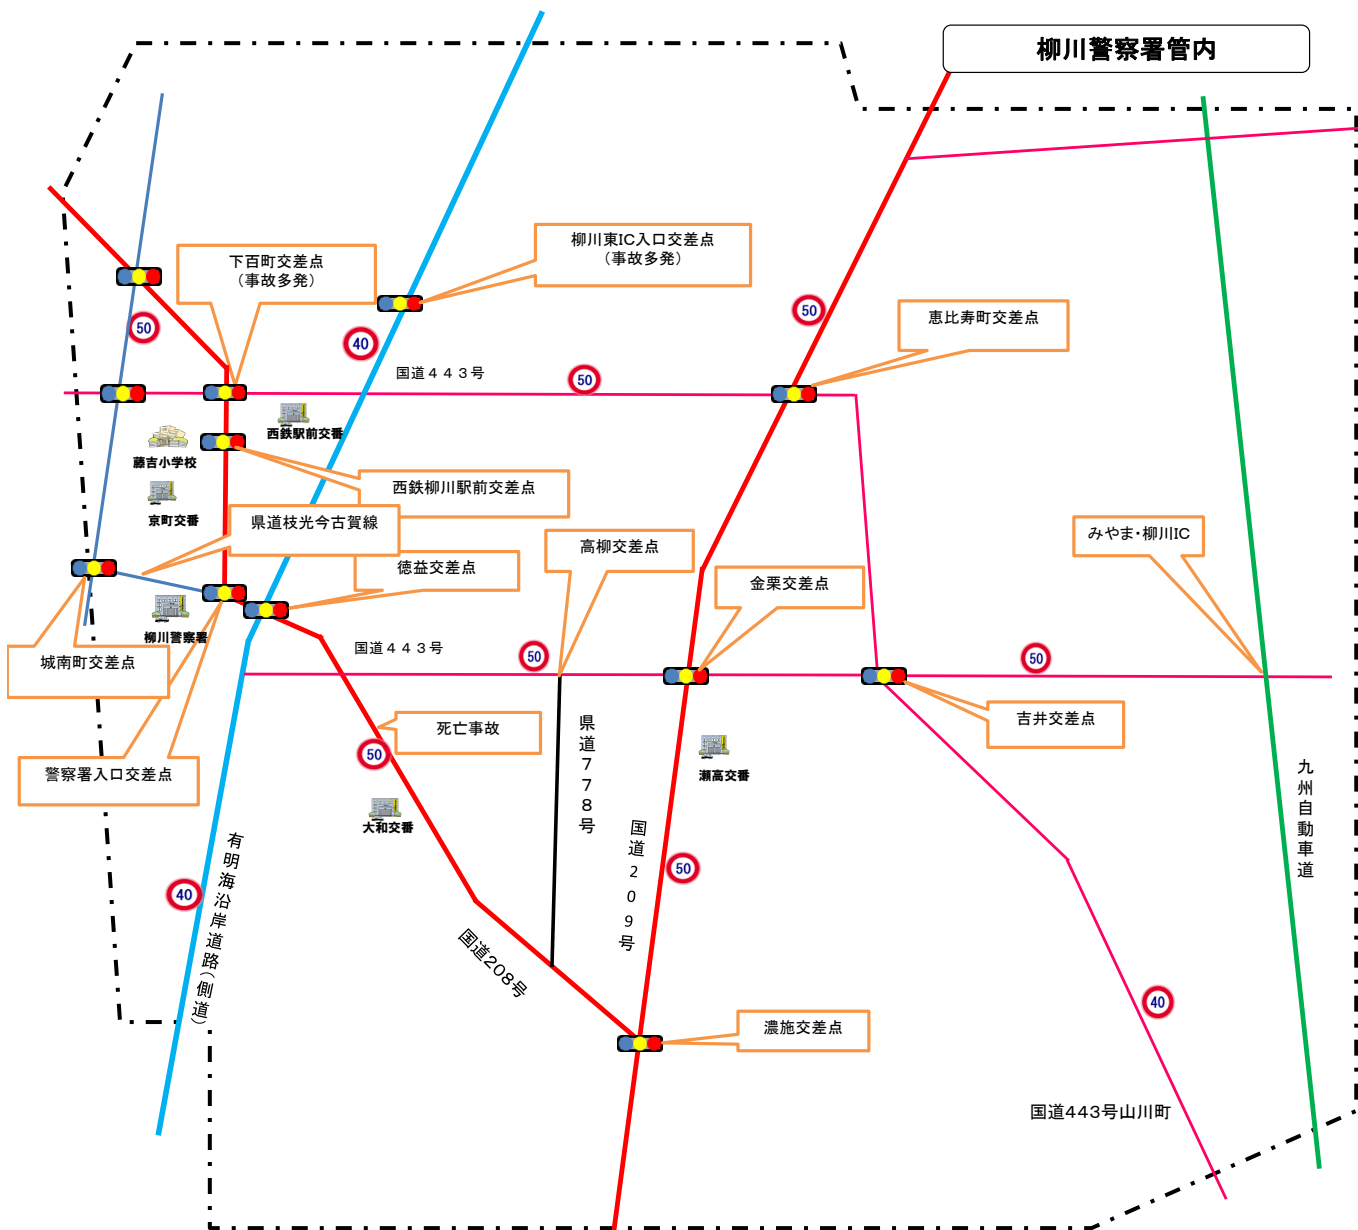 柳川警察署管内
柳川東IC入口交差点
（事故多発）
下百町交差点
（事故多発）
50
恵比寿町交差点
50
40
国道４４３号
50
西鉄駅前交番
藤吉小学校
西鉄柳川駅前交差点
京町交番
県道枝光今古賀線
高柳交差点
みやま・柳川IC
徳益交差点
金栗交差点
柳川警察署
国道４４３号
50
50
城南町交差点
吉井交差点
死亡事故
50
県道７７８号
警察署入口交差点
瀬高交番
九州自動車道
大和交番
国道２０９号
50
有明海沿岸道路（側道）
40
国道208号
40
濃施交差点
国道443号山川町